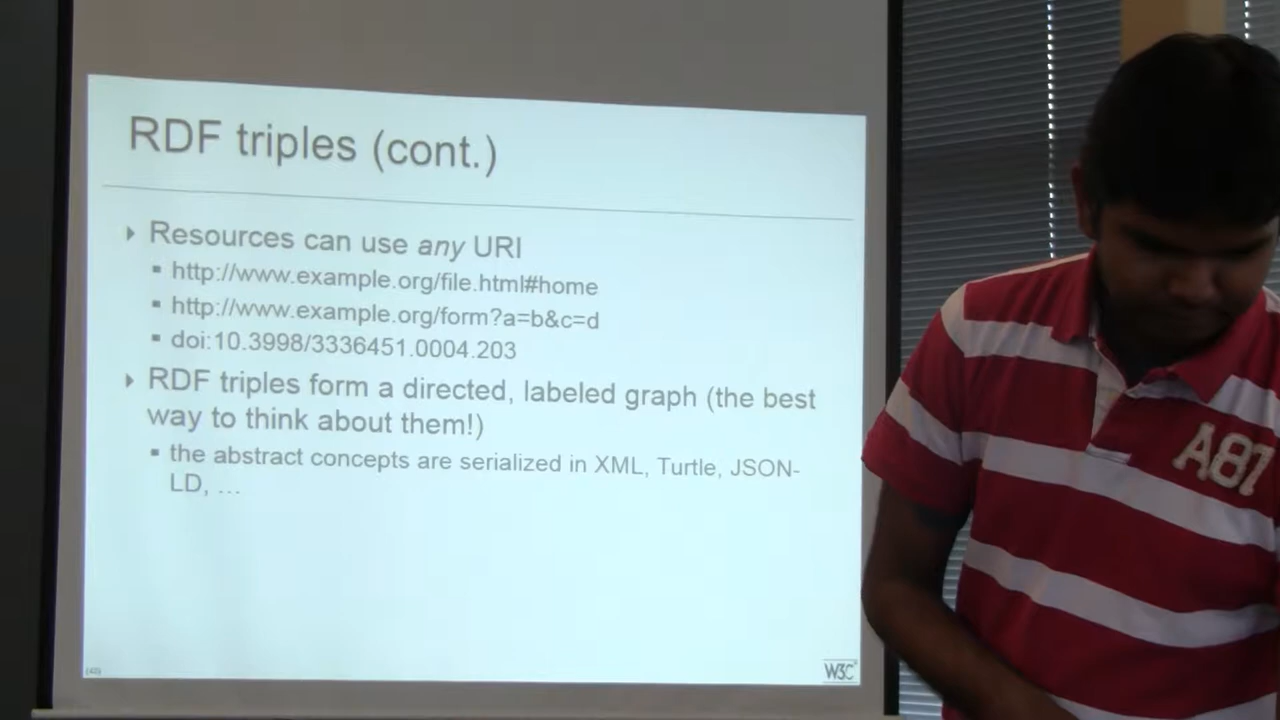 RDF triples (cont.)
Resources can use any URI
http://www.example.org/file.html#home
http://www.example.org/form?a=b&c=d
doi:10.3998/3336451.0004.203
RDF triples form a directed, labeled graph (the best
way to think about them!)
the abstract concepts are serialized in XML, Turtle, JSON-
LD, …
W3C
A87